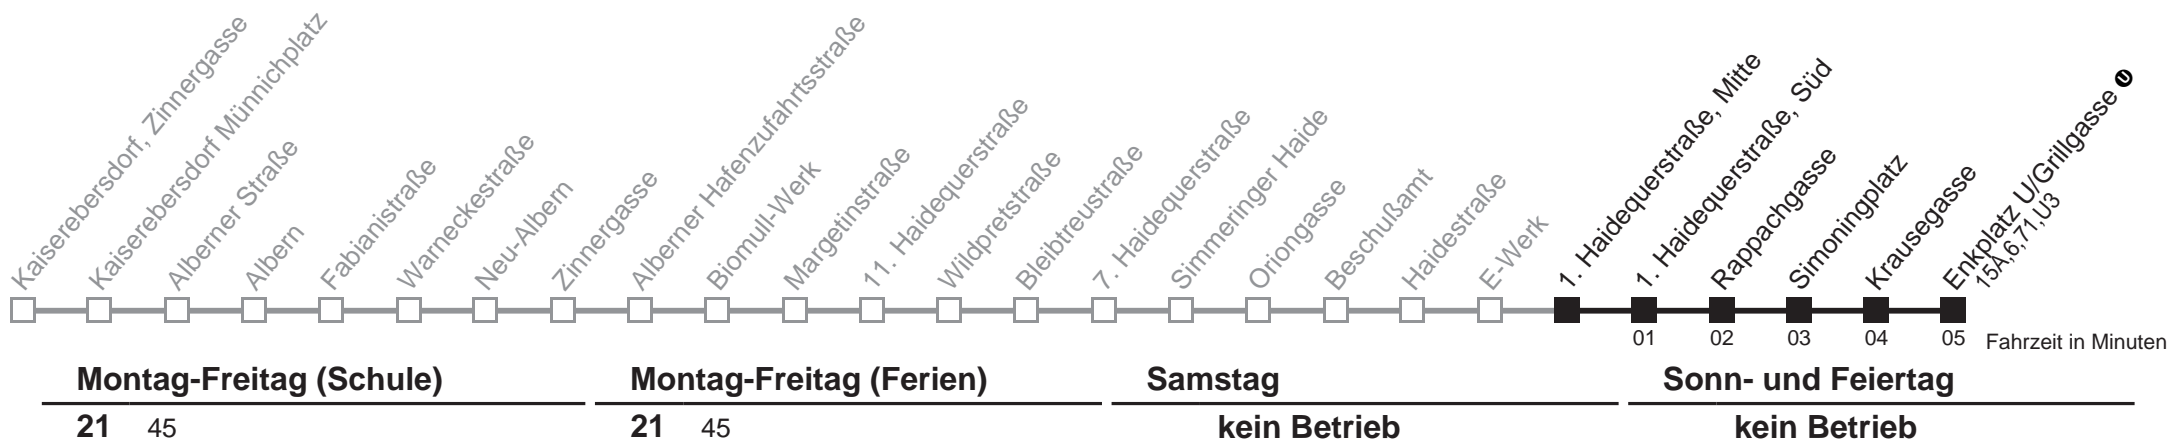 Kaiserebersdorf, Zinnergasse
Kaiserebersdorf Münnichplatz
Alberner Straße
Albern
Fabianistraße
Warneckestraße
Neu-Albern
Zinnergasse
Alberner Hafenzufahrtsstraße
Biomull-Werk
Margetinstraße
11. Haidequerstraße
Wildpretstraße
Bleibtreustraße
7. Haidequerstraße
Simmeringer Haide
Oriongasse
Beschußamt
Haidestraße
E-Werk
1. Haidequerstraße, Mitte
1. Haidequerstraße, Süd
Rappachgasse
Simoningplatz
Krausegasse
Enkplatz U/Grillgasse U
15A,6,71,U3
01 02 03 04 05 Fahrzeit in Minuten
Montag-Freitag (Schule) Montag-Freitag (Ferien) Samstag Sonn- und Feiertag
21 45 21 45 kein Betrieb kein Betrieb